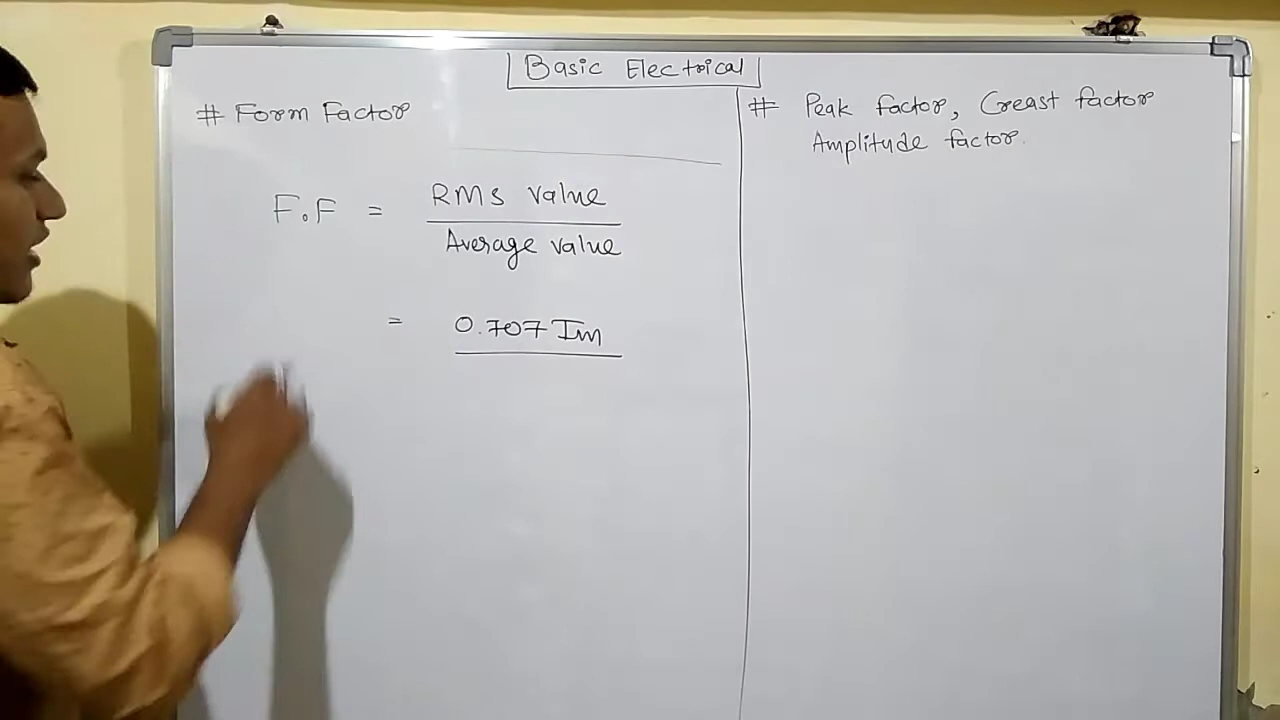 Basic Electrical
# Form Factor
F.F = RMS value
Average value
= 0.707 Im
# Peak factor, Creast factor
Amplitude factor.